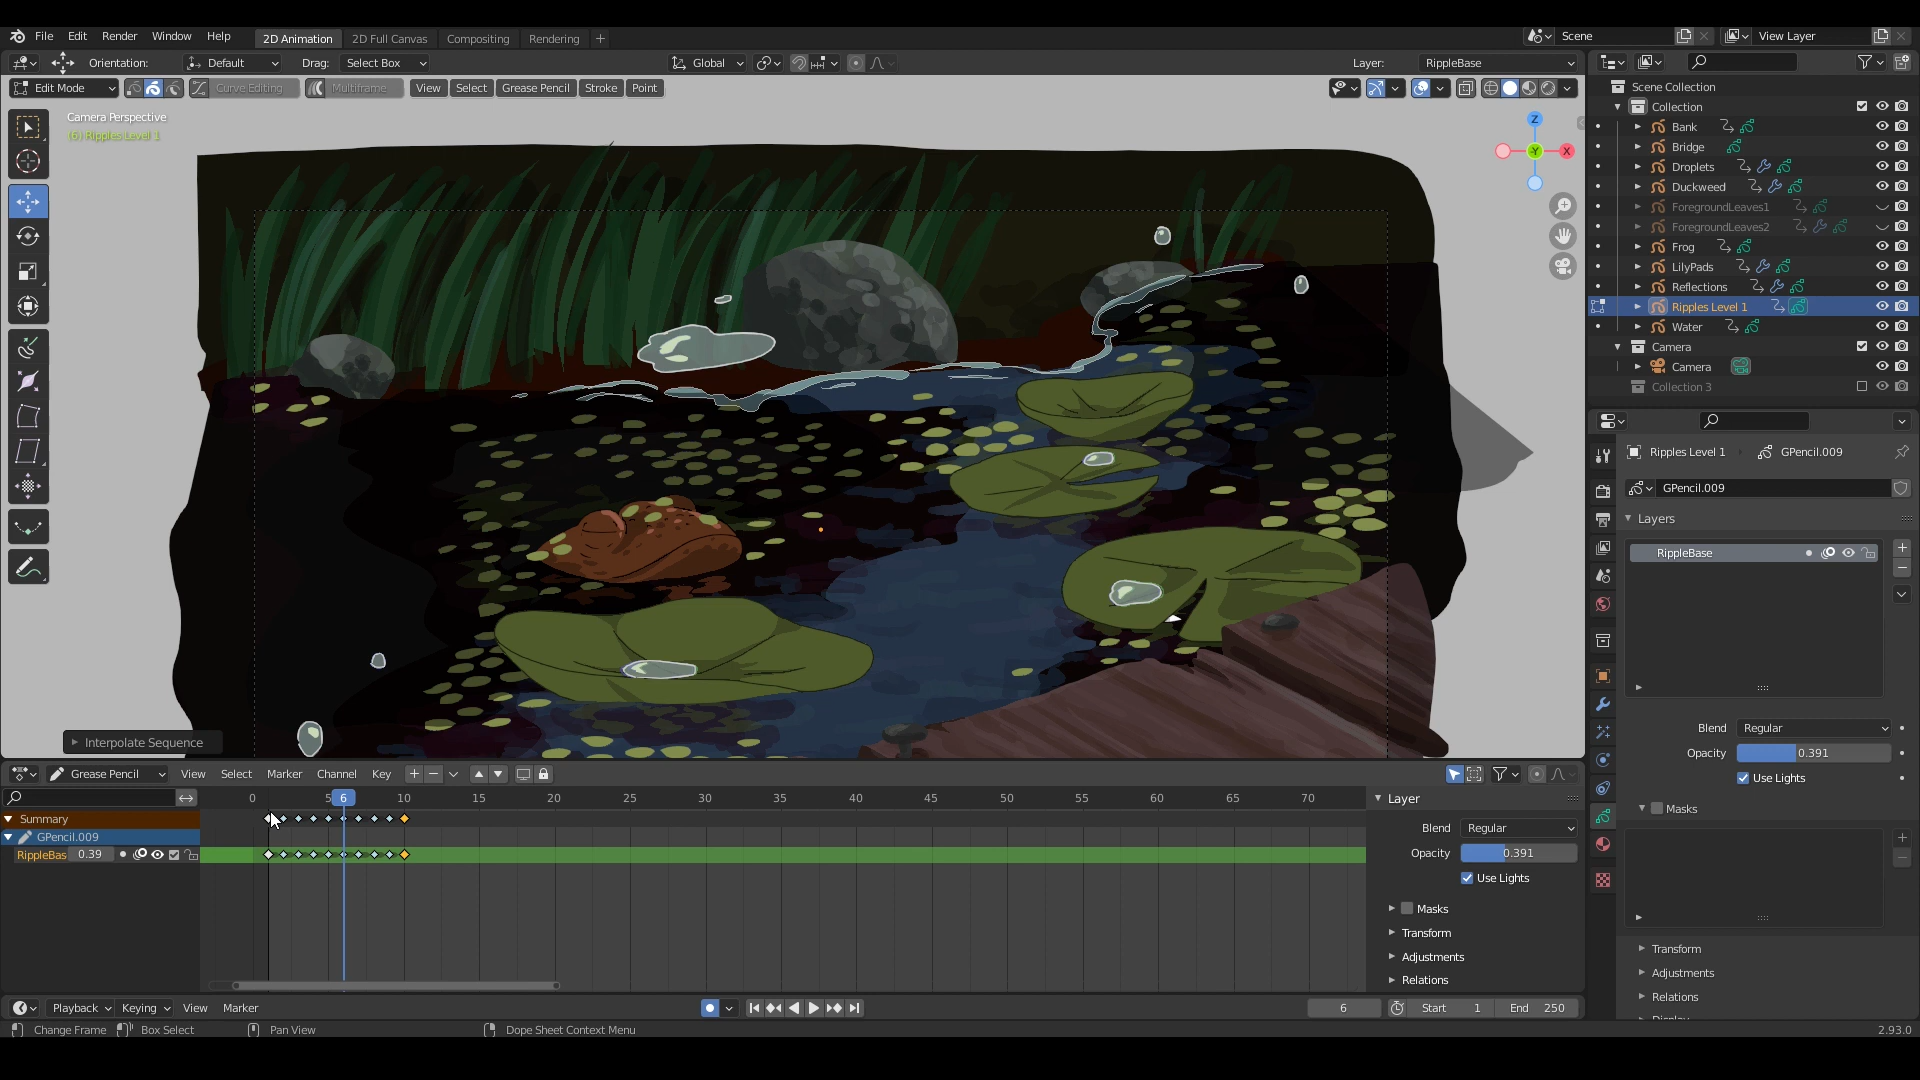 File Edit Render Window Help 2D Animation 2D Full Canvas Compositing Rendering + Scene View Layer
Orientation: Default Drag: Select Box Global Layer: RippleBase
Edit Mode Curve Editing Multiframe View Select Grease Pencil Stroke Point
Camera Perspective
(6) Ripples Level 1
Z
-Y
X
Scene Collection
Collection
Bank
Bridge
Droplets
Duckweed
ForegroundLeaves1
ForegroundLeaves2
Frog
LilyPads
Reflections
Ripples Level 1
Water
Camera
Camera
Collection 3
Ripples Level 1 GPencil.009
GPencil.009
Layers
RippleBase
Blend Regular
Opacity 0.391
Use Lights
Masks
Transform
Adjustments
Relations
Interpolate Sequence
Grease Pencil View Select Marker Channel Key
0 5 6 10 15 20 25 30 35 40 45 50 55 60 65 70
Summary
GPencil.009
RippleBas 0.39
Layer
Blend Regular
Opacity 0.391
Use Lights
Masks
Transform
Adjustments
Relations
Playback Keying View Marker 6 Start 1 End 250
Change Frame Box Select Pan View Dope Sheet Context Menu 2.93.0